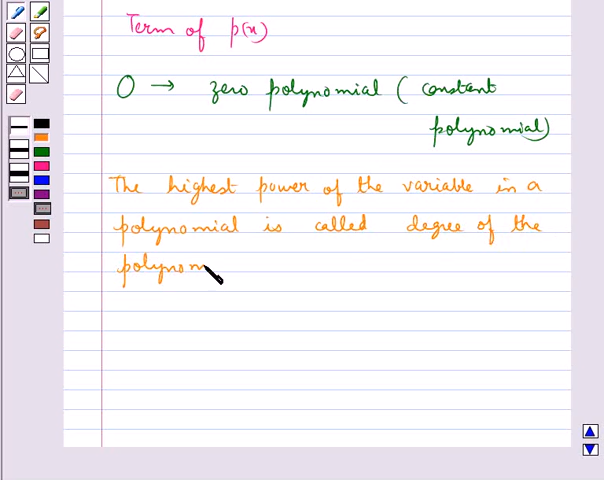 Term of p(x)
0 → zero polynomial ( constant
polynomial)
The highest power of the variable in a
polynomial is called degree of the
polynom